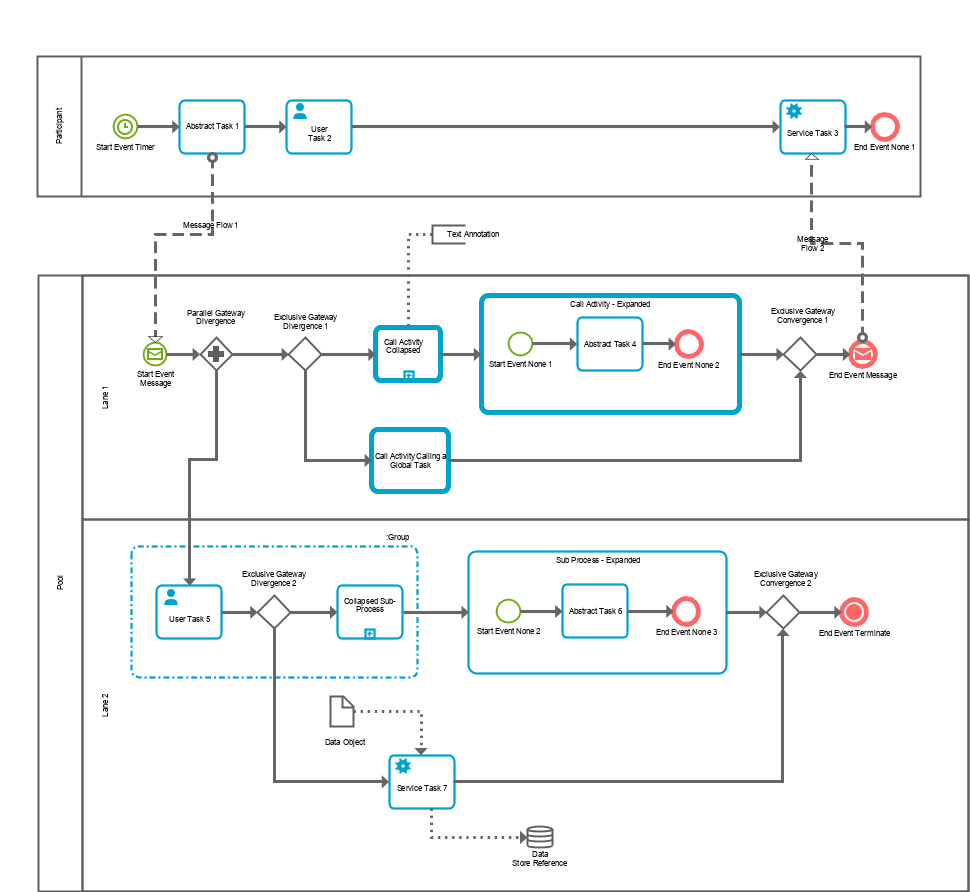 Participant
Start Event Timer
Abstract Task 1
User
Task 2
Service Task 3
End Event None 1
Message Flow 1
Text Annotation
Message
Flow 2
Pool
Lane 1
Start Event
Message
Parallel Gateway
Divergence
Exclusive Gateway
Divergence 1
Call Activity
Collapsed
Call Activity - Expanded
Start Event None 1
Abstract Task 4
End Event None 2
Exclusive Gateway
Convergence 1
End Event Message
Call Activity Calling a
Global Task
Lane 2
:Group
User Task 5
Exclusive Gateway
Divergence 2
Collapsed Sub-
Process
Sub Process - Expanded
Start Event None 2
Abstract Task 6
End Event None 3
Exclusive Gateway
Convergence 2
End Event Terminate
Data Object
Service Task 7
Data
Store Reference